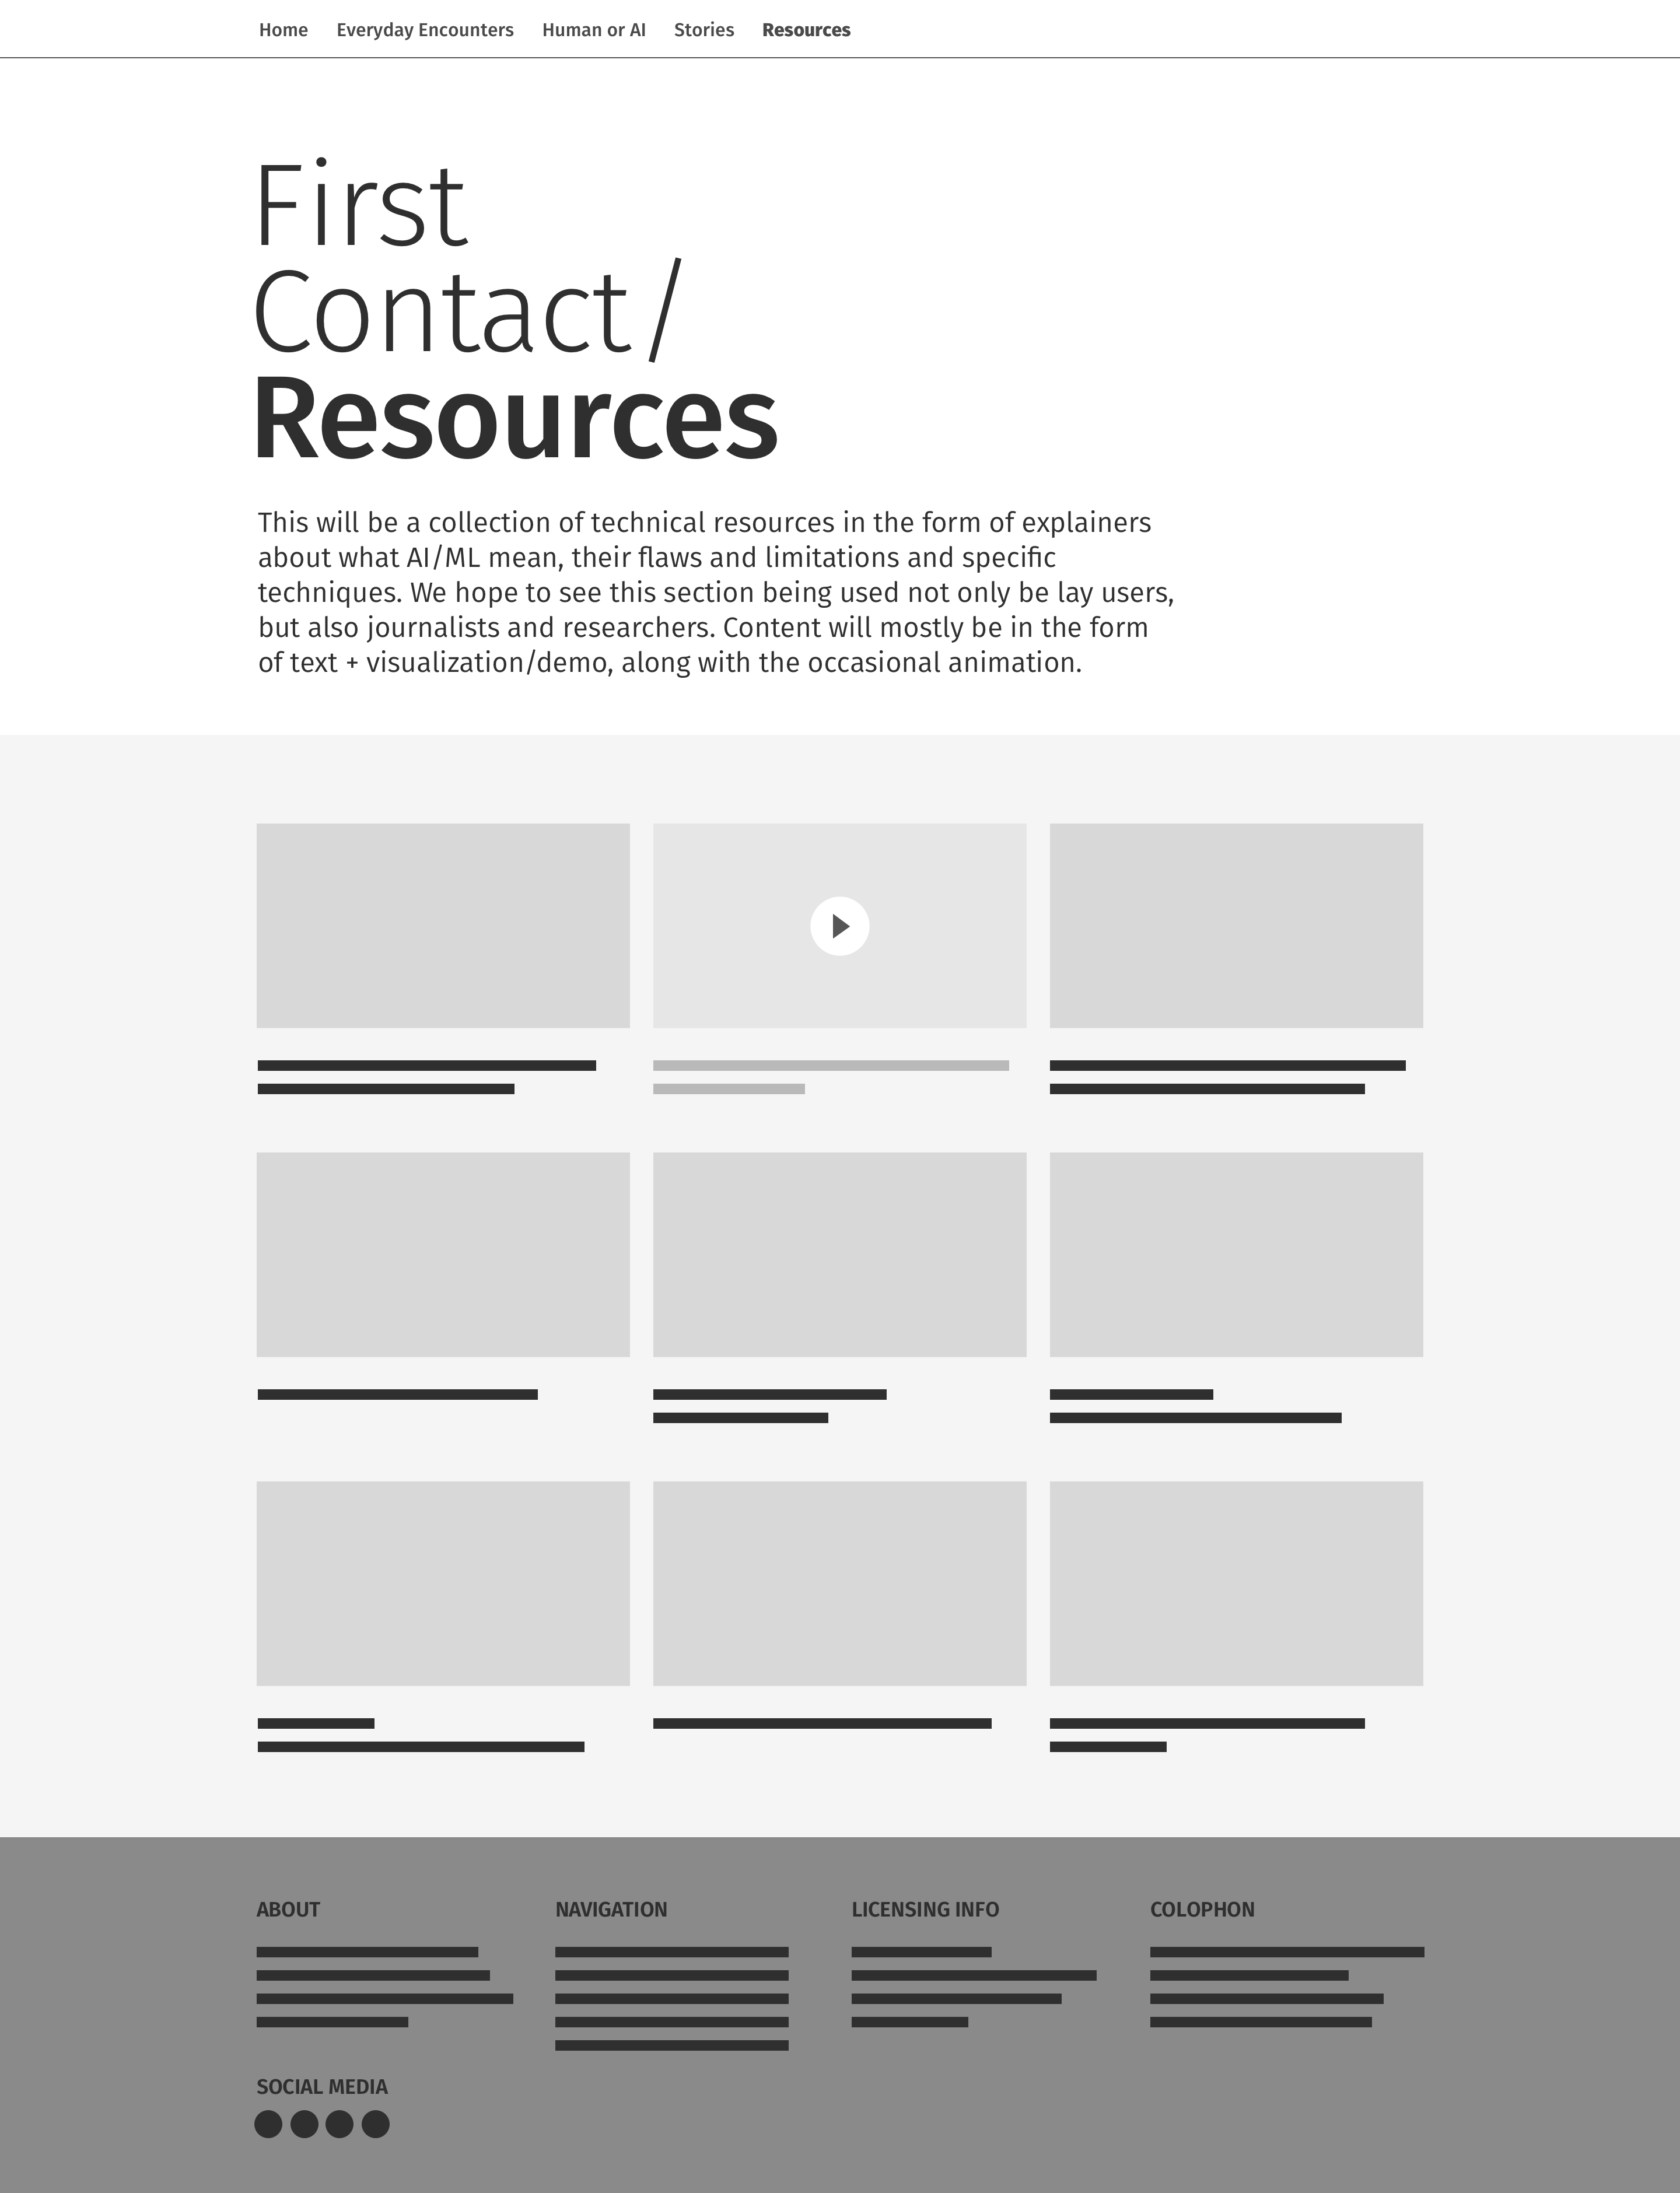 Home Everyday Encounters Human or AI Stories Resources
First
Contact/
Resources
This will be a collection of technical resources in the form of explainers
about what AI/ML mean, their flaws and limitations and specific
techniques. We hope to see this section being used not only be lay users,
but also journalists and researchers. Content will mostly be in the form
of text + visualization/demo, along with the occasional animation.
ABOUT NAVIGATION LICENSING INFO COLOPHON
SOCIAL MEDIA